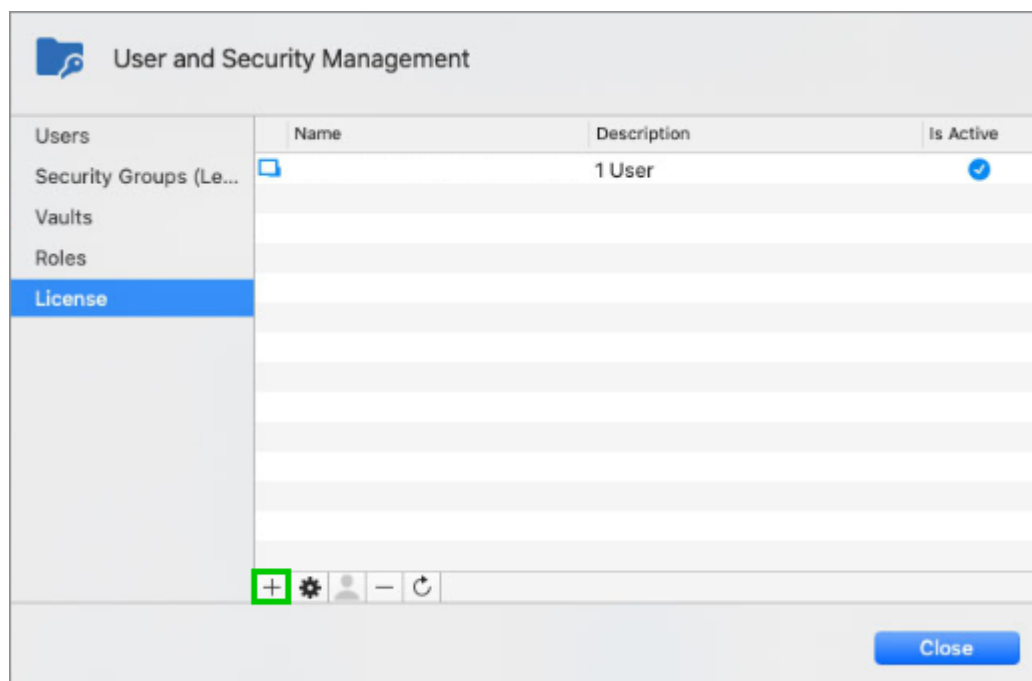 User and Security Management
Users
Security Groups (Le...
Vaults
Roles
License
Name Description Is Active
1 User
Close